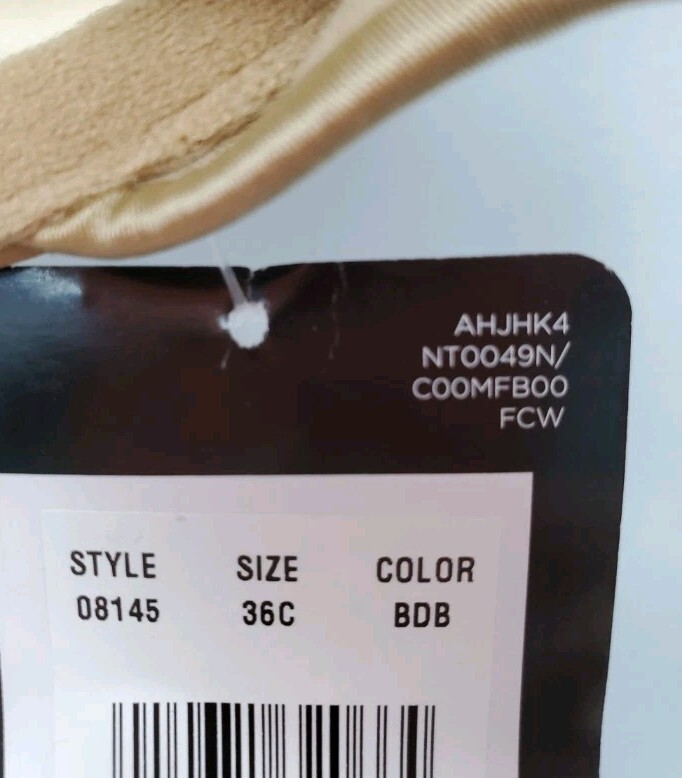 AHJHK4
NT0049N/
C00MFB00
FCW
STYLE SIZE COLOR
08145 36C BDB